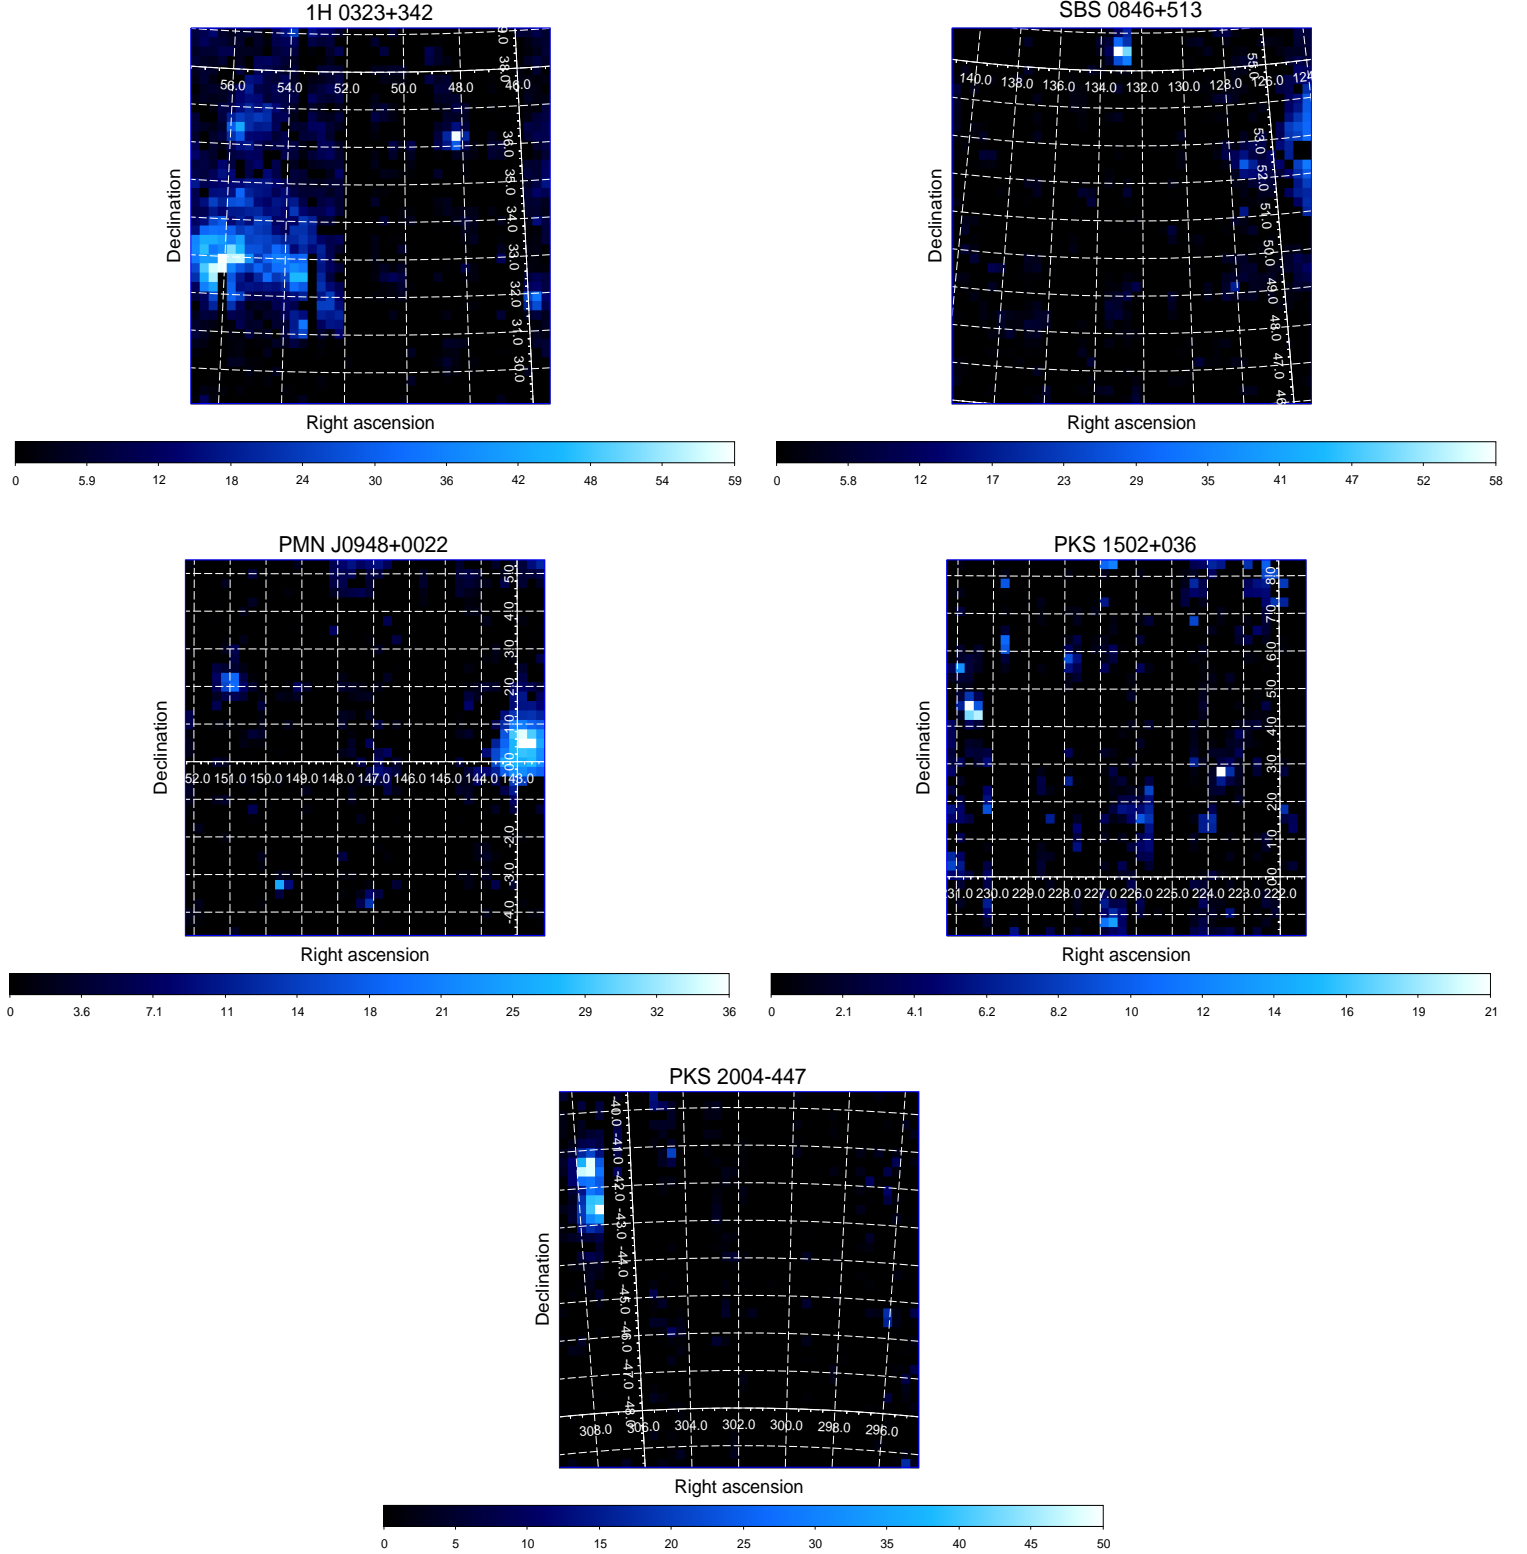 1H 0323+342
39.0 38.0 36.0 35.0 34.0 33.0 32.0 31.0 30.0
56.0 54.0 52.0 50.0 48.0 46.0
Declination
Right ascension
0 5.9 12 18 24 30 36 42 48 54 59
SBS 0846+513
55.0 53.0 52.0 51.0 50.0 49.0 48.0 47.0 46
140.0 138.0 136.0 134.0 132.0 130.0 128.0 126.0 124
Declination
Right ascension
0 5.8 12 17 23 29 35 41 47 52 58
PMN J0948+0022
5.0 4.0 3.0 2.0 1.0 0.0 -2.0 -3.0 -4.0
52.0 151.0 150.0 149.0 148.0 147.0 146.0 145.0 144.0 143.0
Declination
Right ascension
0 3.6 7.1 11 14 18 21 25 29 32 36
PKS 1502+036
8.0 7.0 6.0 5.0 4.0 3.0 2.0 1.0 0.0
31.0 230.0 229.0 228.0 227.0 226.0 225.0 224.0 223.0 222.0
Declination
Right ascension
0 2.1 4.1 6.2 8.2 10 12 14 16 19 21
PKS 2004-447
-40.0 -41.0 -42.0 -43.0 -44.0 -45.0 -46.0 -47.0 -48.0
308.0 306.0 304.0 302.0 300.0 298.0 296.0
Declination
Right ascension
0 5 10 15 20 25 30 35 40 45 50